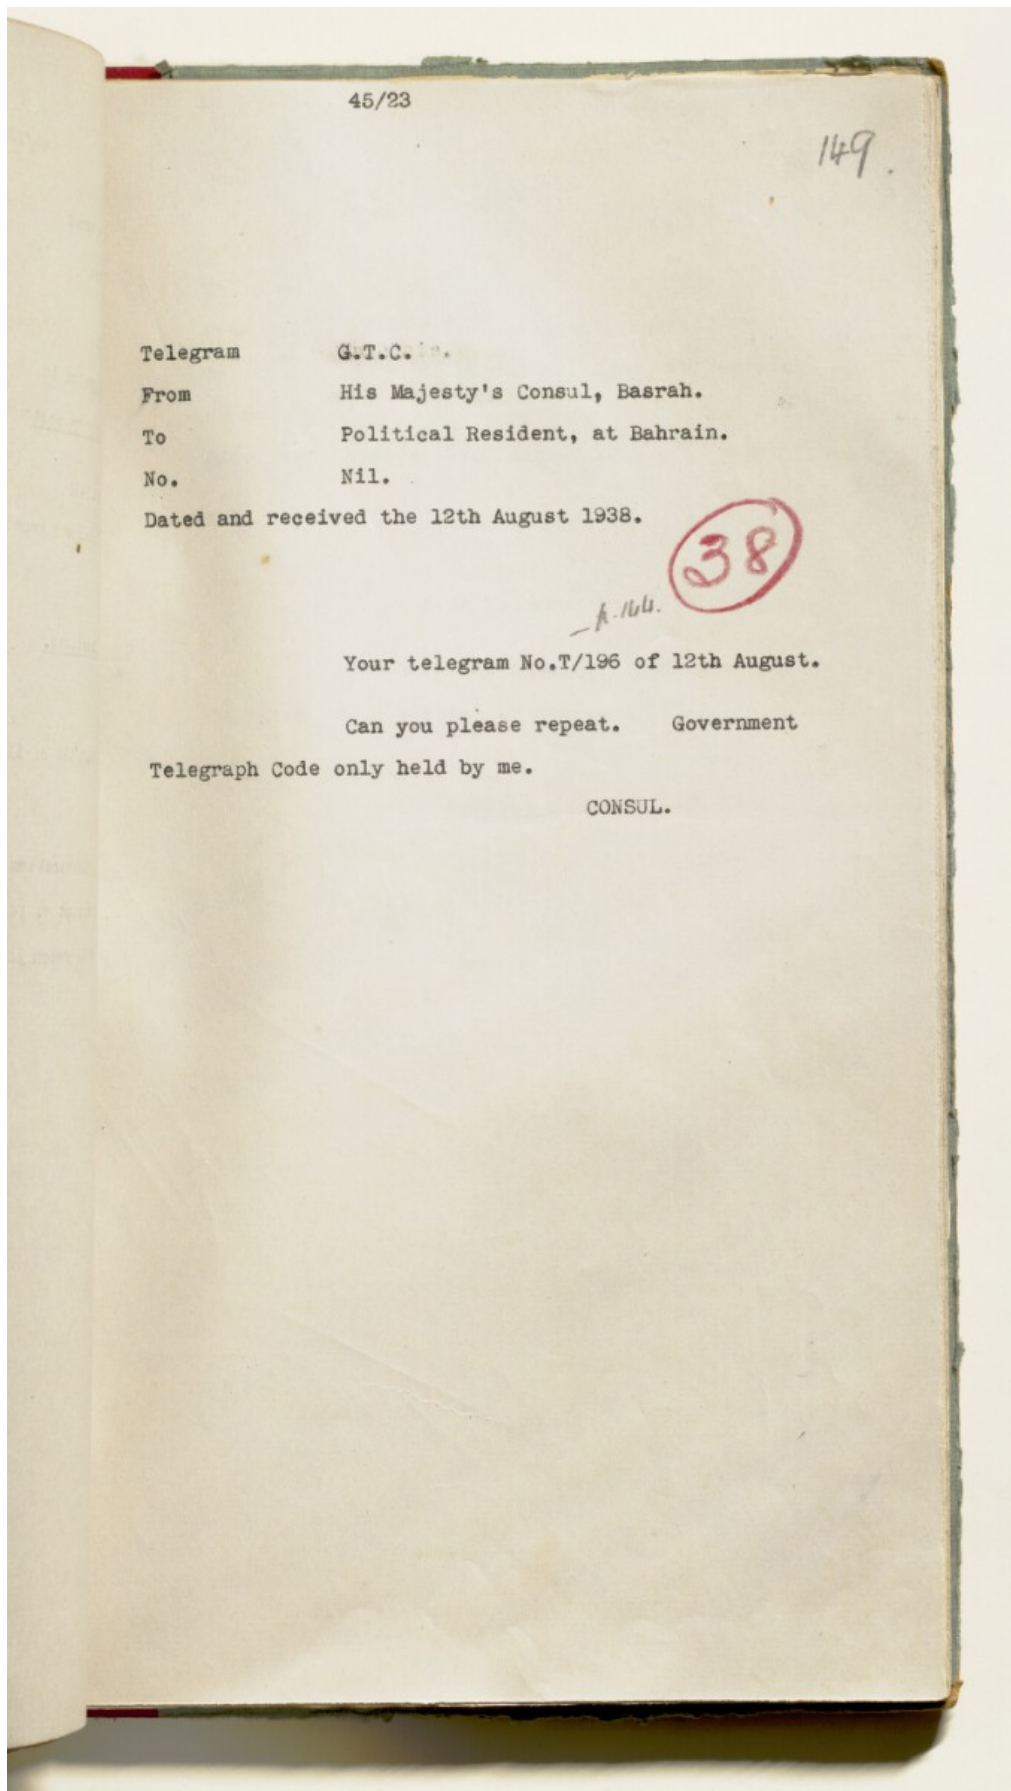 45/23
149.
Telegram G.T.C.
From His Majesty's Consul, Basrah.
To Political Resident, at Bahrain.
No. Nil.
Dated and received the 12th August 1938.
38
p.144.
Your telegram No.T/196 of 12th August.
Can you please repeat. Government
Telegraph Code only held by me.
CONSUL.